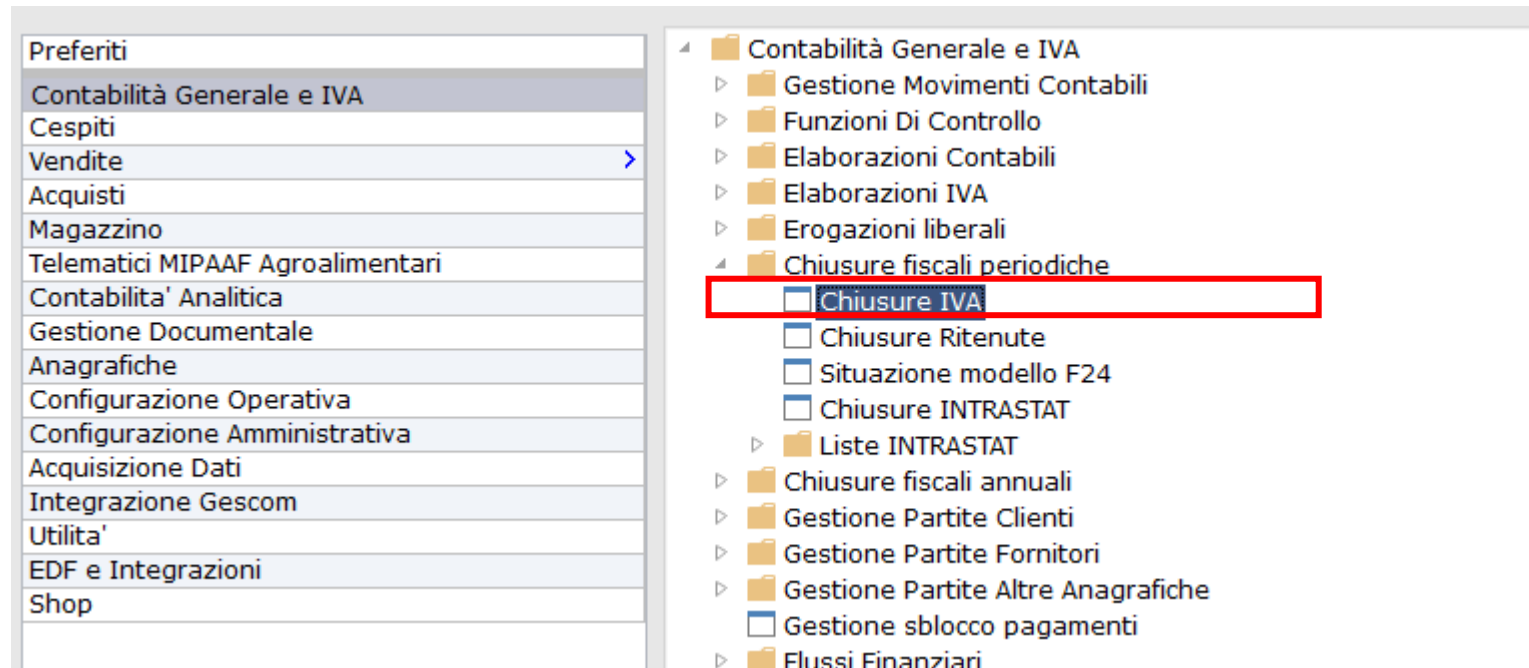 Preferiti
Contabilità Generale e IVA
Cespiti
Vendite
Acquisti
Magazzino
Telematici MIPAAF Agroalimentari
Contabilita' Analitica
Gestione Documentale
Anagrafiche
Configurazione Operativa
Configurazione Amministrativa
Acquisizione Dati
Integrazione Gescom
Utilita'
EDF e Integrazioni
Shop
Contabilità Generale e IVA
Gestione Movimenti Contabili
Funzioni Di Controllo
Elaborazioni Contabili
Elaborazioni IVA
Erogazioni liberali
Chiusure fiscali periodiche
Chiusure IVA
Chiusure Ritenute
Situazione modello F24
Chiusure INTRASTAT
Liste INTRASTAT
Chiusure fiscali annuali
Gestione Partite Clienti
Gestione Partite Fornitori
Gestione Partite Altre Anagrafiche
Gestione sblocco pagamenti
Flussi Finanziari